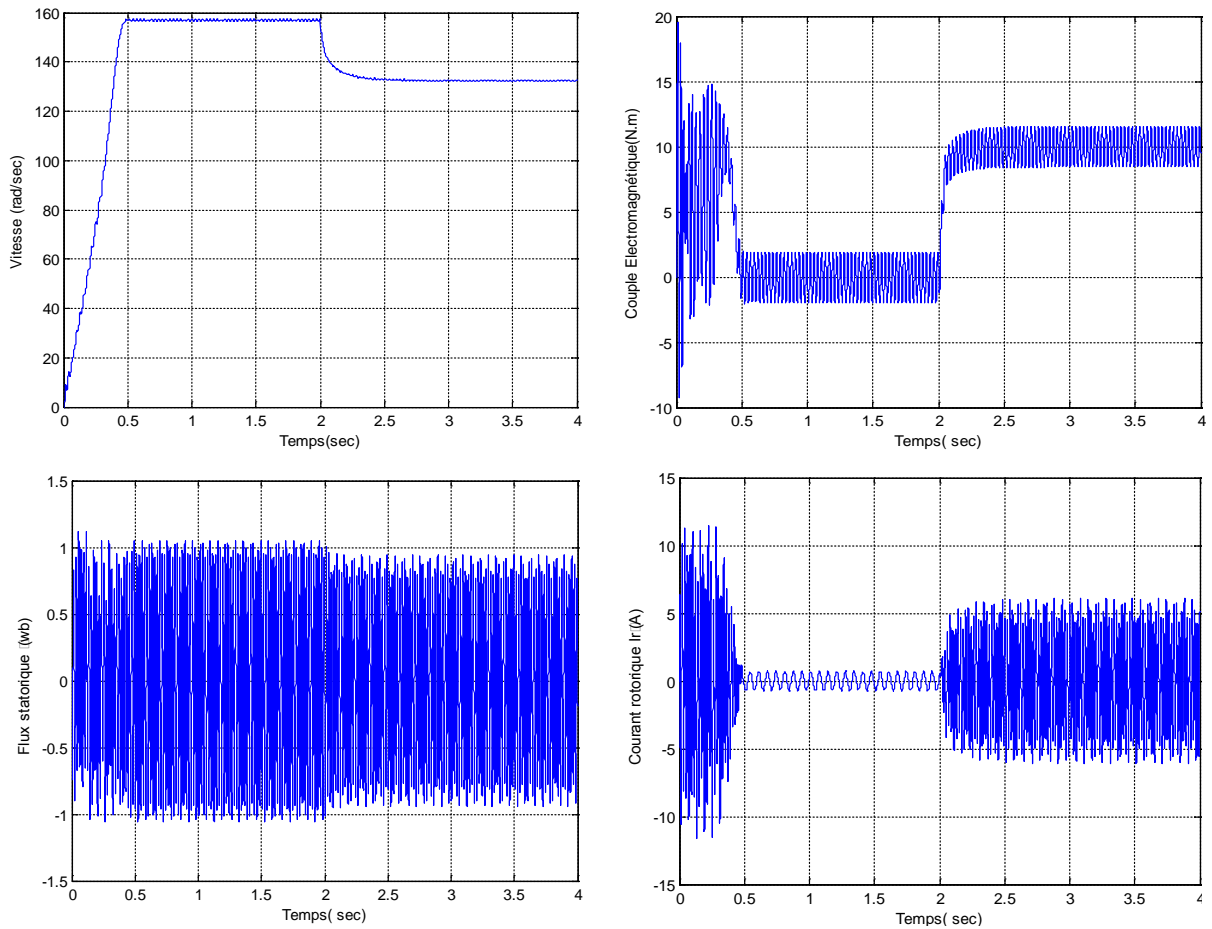 160
140
120
100
80
60
40
20
0
Vitesse (rad/sec)
0 0.5 1 1.5 2 2.5 3 3.5 4
Temps(sec)
20
15
10
5
0
-5
-10
Couple Electromagnétique(N.m)
0 0.5 1 1.5 2 2.5 3 3.5 4
Temps( sec)
1.5
1
0.5
0
-0.5
-1
-1.5
Flux statorique (wb)
0 0.5 1 1.5 2 2.5 3 3.5 4
Temps( sec)
15
10
5
0
-5
-10
-15
Courant rotorique Ir (A)
0 0.5 1 1.5 2 2.5 3 3.5 4
Temps( sec)